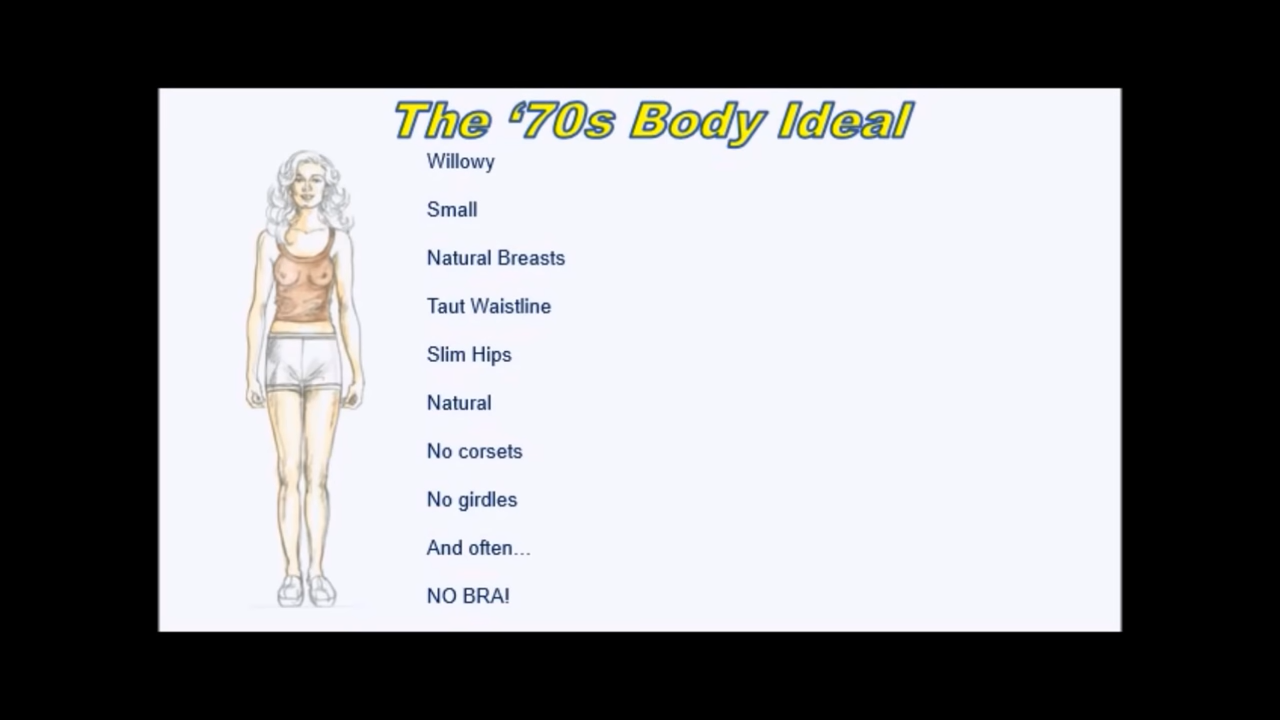 The ‘70s Body Ideal
Willowy
Small
Natural Breasts
Taut Waistline
Slim Hips
Natural
No corsets
No girdles
And often…
NO BRA!